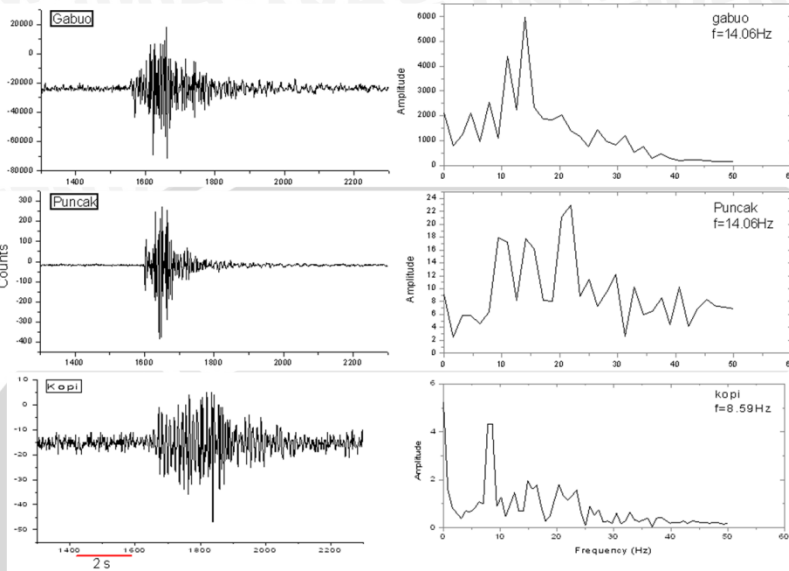 Gabuo
20000
0
-20000
-40000
-60000
-80000
1400 1600 1800 2000 2200
gabuo
f=14.06Hz
Amplitude
6000
5000
4000
3000
2000
1000
0
0 10 20 30 40 50 60
Puncak
Counts
300
200
100
0
-100
-200
-300
-400
1400 1600 1800 2000 2200
Puncak
f=14.06Hz
Amplitude
24
22
20
18
16
14
12
10
8
6
4
2
0
0 10 20 30 40 50 60
Kopi
10
0
-10
-20
-30
-40
-50
1400 1600 1800 2000 2200
2 s
kopi
f=8.59Hz
Amplitude
6
4
2
0
0 10 20 30 40 50 60
Frequency (Hz)